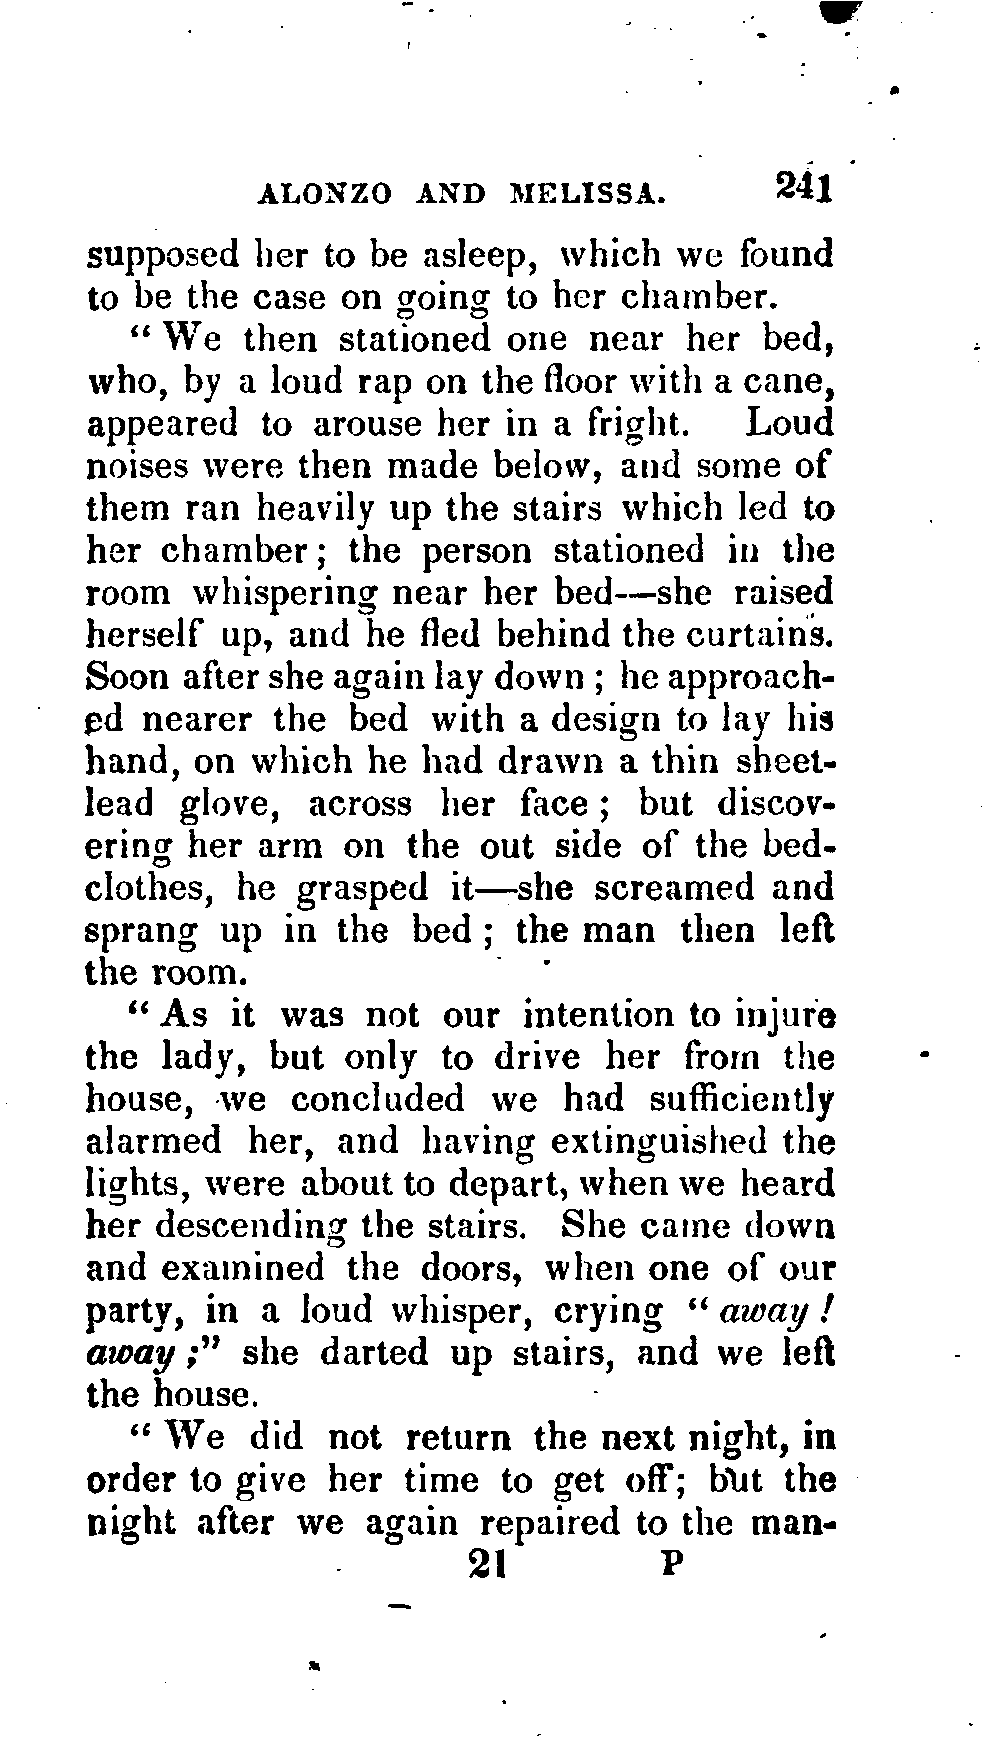 ALONZO AND MELISSA. 241
supposed her to be asleep, which we found
to be the case on going to her chamber.
“ We then stationed one near her bed,
who, by a loud rap on the floor with a cane,
appeared to arouse her in a fright. Loud
noises were then made below, and some of
them ran heavily up the stairs which led to
her chamber; the person stationed in the
room whispering near her bed—she raised
herself up, and he fled behind the curtains.
Soon after she again lay down ; he approach-
ed nearer the bed with a design to lay his
hand, on which he had drawn a thin sheet-
lead glove, across her face ; but discov-
ering her arm on the out side of the bed-
clothes, he grasped it—she screamed and
sprang up in the bed ; the man then left
the room.
“ As it was not our intention to injure
the lady, but only to drive her from the
house, we concluded we had sufficiently
alarmed her, and having extinguished the
lights, were about to depart, when we heard
her descending the stairs. She came down
and examined the doors, when one of our
party, in a loud whisper, crying “ away !
away ;” she darted up stairs, and we left
the house.
“ We did not return the next night, in
order to give her time to get off; but the
night after we again repaired to the man-
21 P